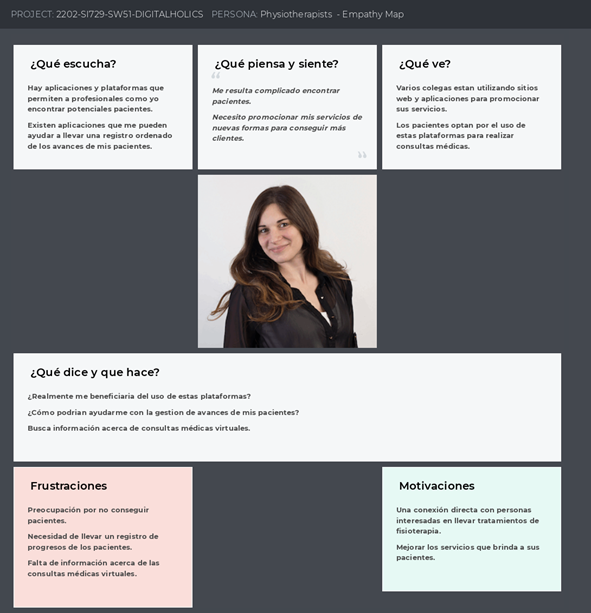 PROJECT: 2202-SI729-SW51-DIGITALHOLICS PERSONA: Physiotherapists - Empathy Map
¿Qué escucha?
Hay aplicaciones y plataformas que
permiten a profesionales como yo
encontrar potenciales pacientes.
Existen aplicaciones que me pueden
ayudar a llevar una registro ordenado
de los avances de mis pacientes.
¿Qué piensa y siente?
“
Me resulta complicado encontrar
pacientes.
Necesito promocionar mis servicios de
nuevas formas para conseguir más
clientes.
”
¿Qué ve?
Varios colegas estan utilizando sitios
web y aplicaciones para promocionar
sus servicios.
Los pacientes optan por el uso de
estas plataformas para realizar
consultas médicas.
¿Qué dice y que hace?
¿Realmente me beneficiaria del uso de estas plataformas?
¿Cómo podrian ayudarme con la gestion de avances de mis pacientes?
Busca información acerca de consultas médicas virtuales.
Frustraciones
Preocupación por no conseguir
pacientes.
Necesidad de llevar un registro de
progresos de los pacientes.
Falta de información acerca de las
consultas médicas virtuales.
Motivaciones
Una conexión directa con personas
interesadas en llevar tratamientos de
fisioterapia.
Mejorar los servicios que brinda a sus
pacientes.